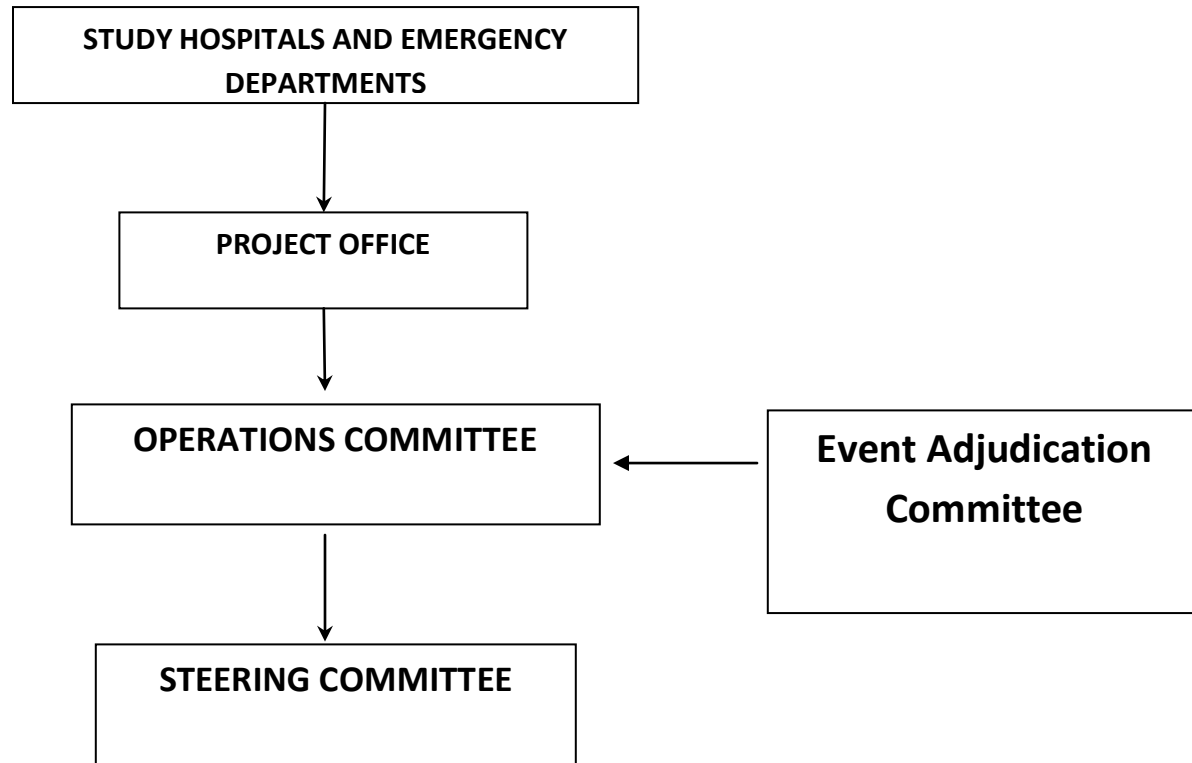 STUDY HOSPITALS AND EMERGENCY
DEPARTMENTS
PROJECT OFFICE
OPERATIONS COMMITTEE
Event Adjudication
Committee
STEERING COMMITTEE